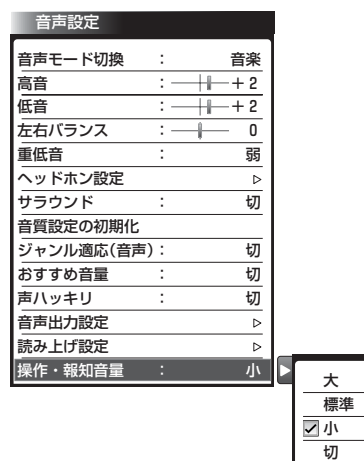 音声設定
音声モード切換 : 音楽
高音 : +2
低音 : +2
左右バランス : 0
重低音 : 弱
ヘッドホン設定
サラウンド : 切
音質設定の初期化
ジャンル適応(音声) : 切
おすすめ音量 : 切
声ハッキリ : 切
音声出力設定
読み上げ設定
操作・報知音量 : 小
大
標準
小
切